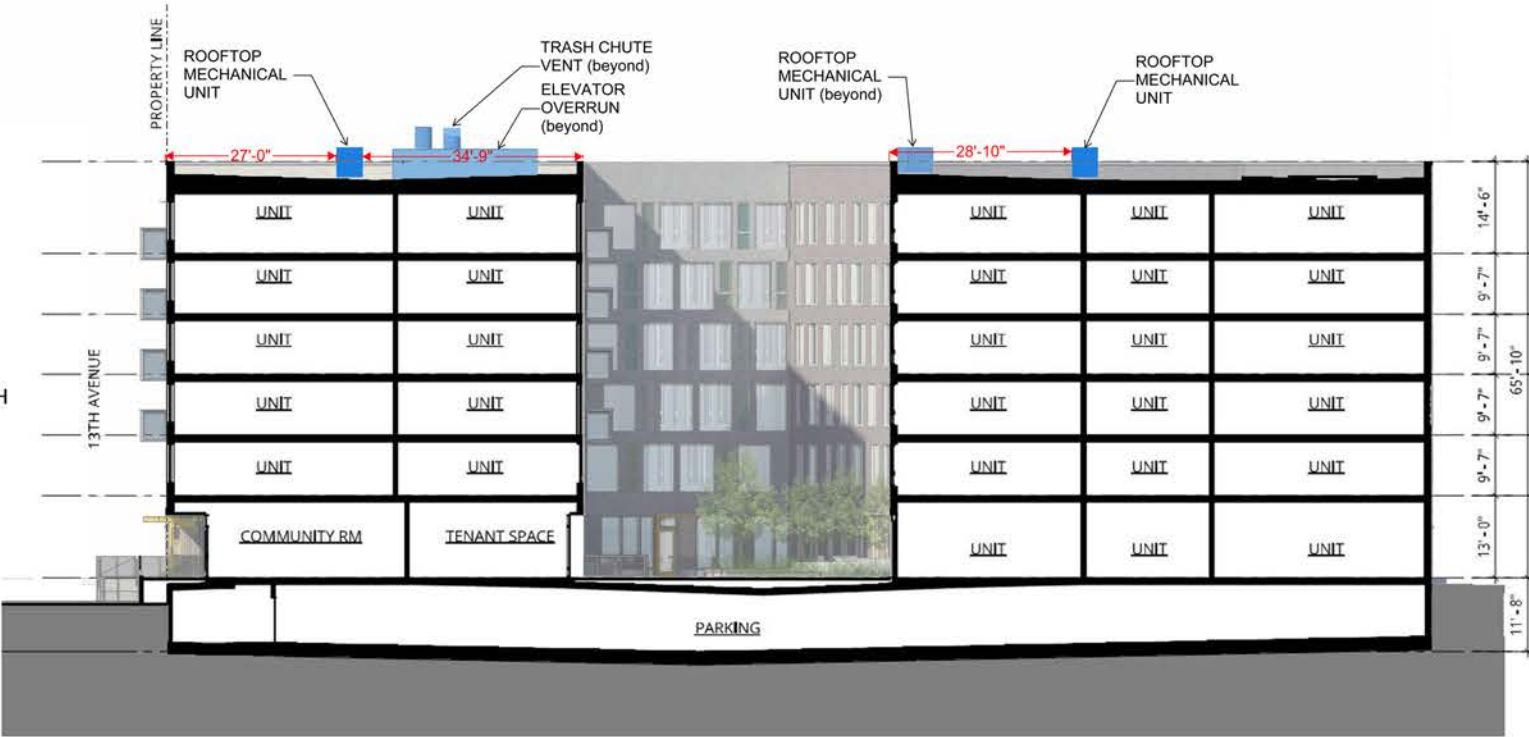 PROPERTY LINE
ROOFTOP
MECHANICAL
UNIT
TRASH CHUTE
VENT (beyond)
ELEVATOR
OVERRUN
(beyond)
ROOFTOP
MECHANICAL
UNIT (beyond)
ROOFTOP
MECHANICAL
UNIT
27'-0"
34'-9"
28'-10"
UNIT UNIT UNIT UNIT UNIT
14'-6"
UNIT UNIT UNIT UNIT UNIT
9'-7"
UNIT UNIT UNIT UNIT UNIT
9'-7"
65'-10"
13TH AVENUE
H
UNIT UNIT UNIT UNIT UNIT
9'-7"
UNIT UNIT UNIT UNIT UNIT
9'-7"
COMMUNITY RM TENANT SPACE UNIT UNIT UNIT
13'-0"
PARKING
11'-8"